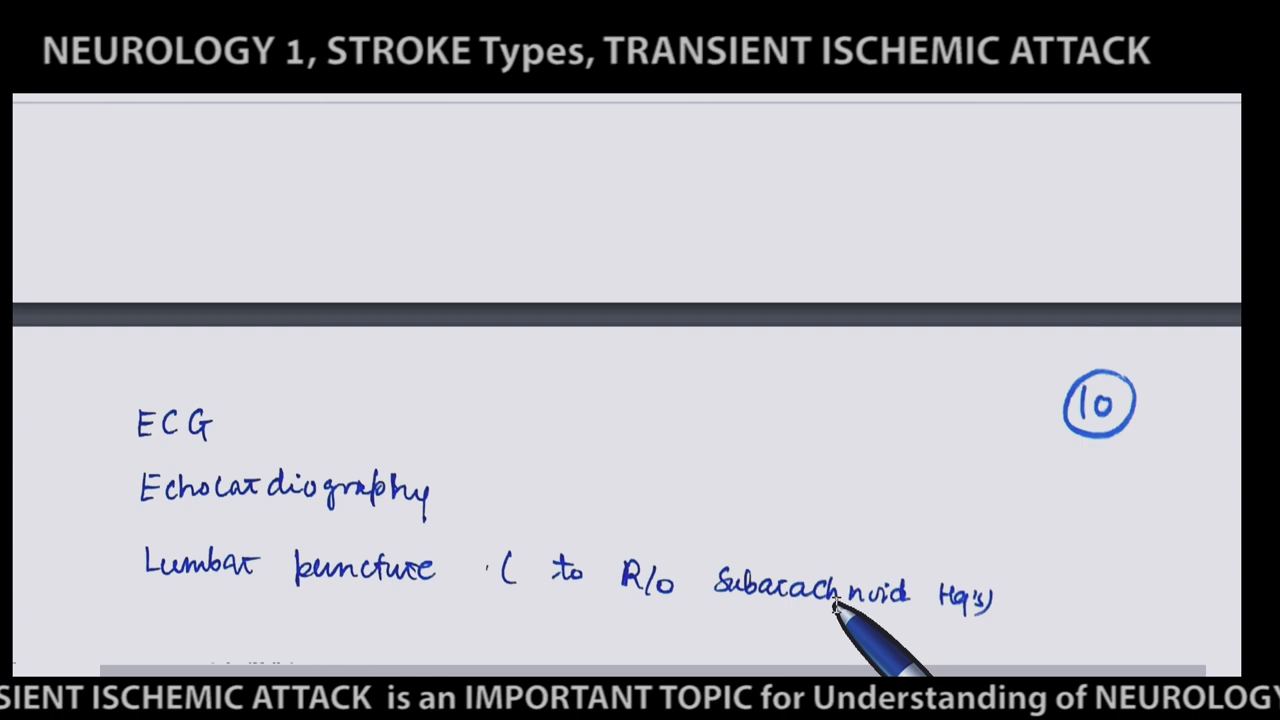 NEUROLOGY 1, STROKE Types, TRANSIENT ISCHEMIC ATTACK
10
ECG
Echocardiography
Lumbar puncture ( to R/o Subarachnoid Hq's)
SIENT ISCHEMIC ATTACK is an IMPORTANT TOPIC for Understanding of NEUROLOGY